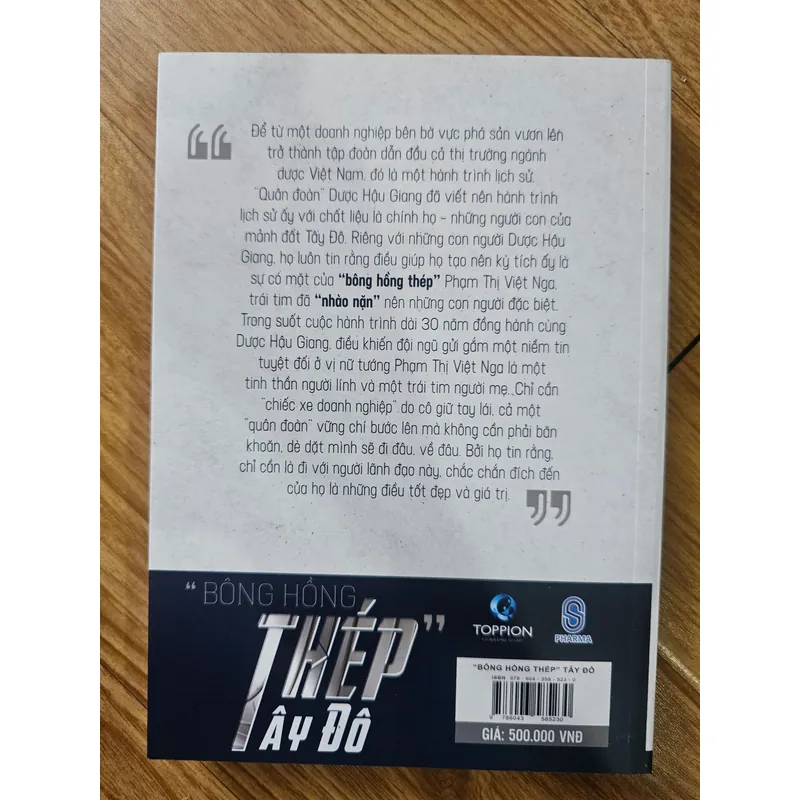 “
Để từ một doanh nghiệp bên bờ vực phá sản vươn lên
trở thành tập đoàn dẫn đầu cả thị trường ngành
dược Việt Nam, đó là một hành trình lịch sử.
"Quân đoàn" Dược Hậu Giang đã viết nên hành trình
lịch sử ấy với chất liệu là chính họ - những người con của
mảnh đất Tây Đô. Riêng với những con người Dược Hậu
Giang, họ luôn tin rằng điều giúp họ tạo nên kỳ tích ấy là
sự có mặt của “bông hồng thép” Phạm Thị Việt Nga,
trái tim đã “nhào nặn” nên những con người đặc biệt.
Trong suốt cuộc hành trình dài 30 năm đồng hành cùng
Dược Hậu Giang, điều khiến đội ngũ gửi gắm một niềm tin
tuyệt đối ở vị nữ tướng Phạm Thị Việt Nga là một
tinh thần người lính và một trái tim người mẹ. Chỉ cần
"chiếc xe doanh nghiệp" do cô giữ tay lái, cả một
"quân đoàn" vững chí bước lên mà không cần phải băn
khoăn, dè dặt mình sẽ đi đâu, về đâu. Bởi họ tin rằng,
chỉ cần là đi với người lãnh đạo này, chắc chắn đích đến
của họ là những điều tốt đẹp và giá trị.
”
“BÔNG HỒNG
THÉP”
TÂY ĐÔ
TOPPION
S
PHARMA
"BÔNG HỒNG THÉP" TÂY ĐÔ
ISBN: 978-604-358-523-0
9 786043 585230
GIÁ: 500.000 VNĐ